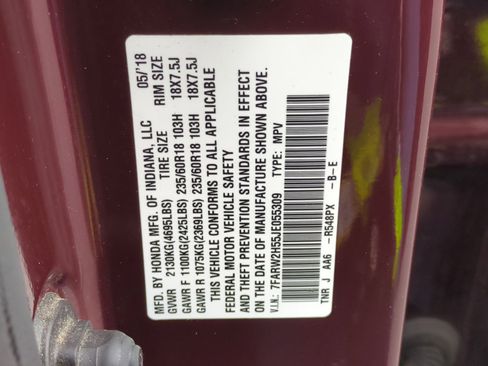 MFD. BY HONDA MFG. OF INDIANA, LLC 05/'18
TIRE SIZE RIM SIZE
GVWR 2130KG(4695LBS)
GAWR F 1100KG(2425LBS) 235/60R18 103H 18X7.5J
GAWR R 1075KG(2369LBS) 235/60R18 103H 18X7.5J
THIS VEHICLE CONFORMS TO ALL APPLICABLE
FEDERAL MOTOR VEHICLE SAFETY
AND THEFT PREVENTION STANDARDS IN EFFECT
ON THE DATE OF MANUFACTURE SHOWN ABOVE.
V.I.N.: 7FARW2H55JE055309 TYPE: MPV
TNR J AA6 -R548PX -B-E